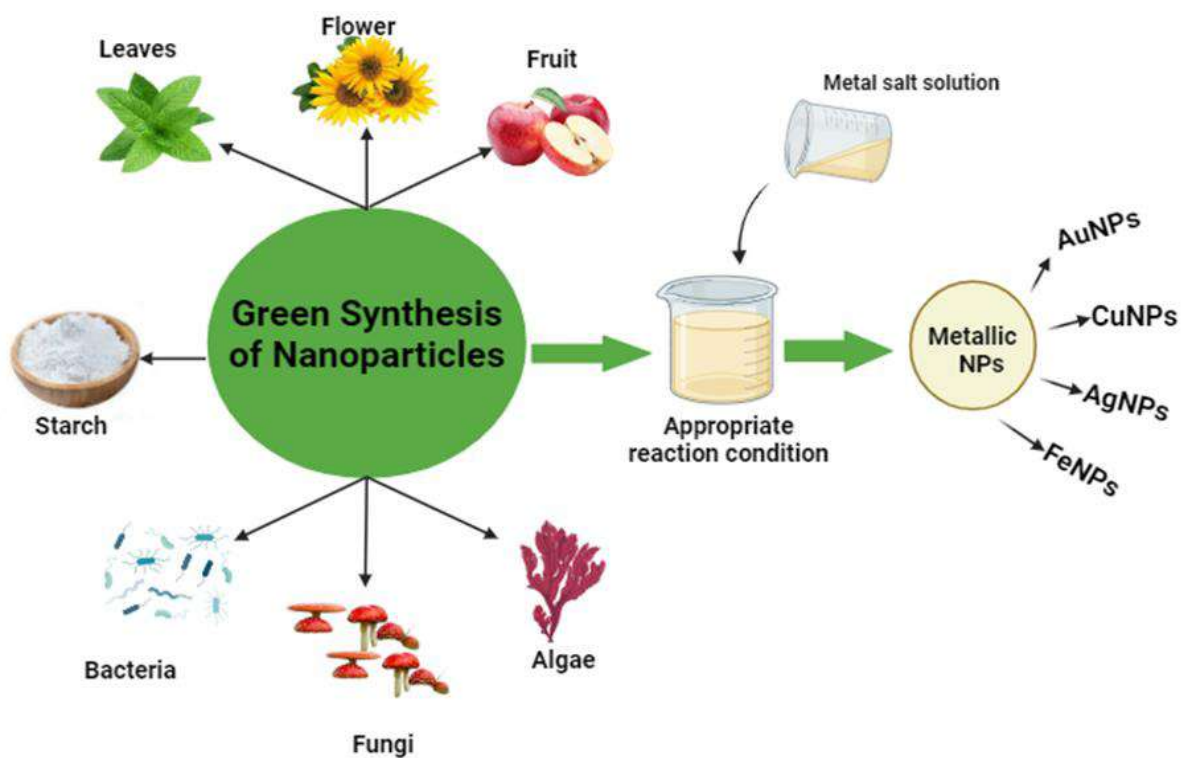 Flower
Leaves
Fruit
Metal salt solution
Green Synthesis
of Nanoparticles
Starch
Appropriate
reaction condition
Metallic
NPs
AuNPs
CuNPs
AgNPs
FeNPs
Bacteria
Fungi
Algae